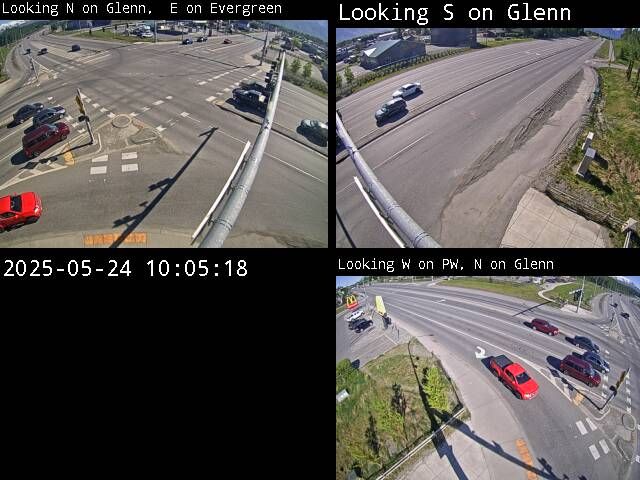 Looking N on Glenn,  E on Evergreen
Looking S on Glenn
2025-05-24 10:05:18
Looking W on PW, N on Glenn